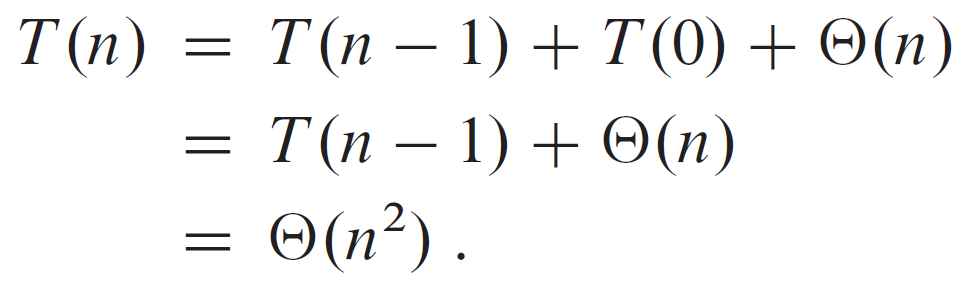 T(n) = T(n − 1) + T(0) + Θ(n)
= T(n − 1) + Θ(n)
= Θ(n²) .